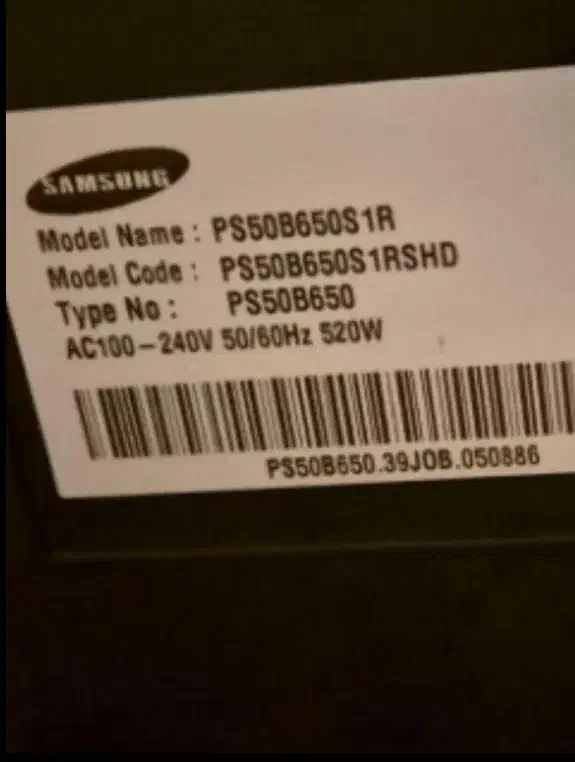 SAMSUNG
Model Name : PS50B650S1R
Model Code : PS50B650S1RSHD
Type No : PS50B650
AC100-240V 50/60Hz 520W
PS50B650.39JOB.050886